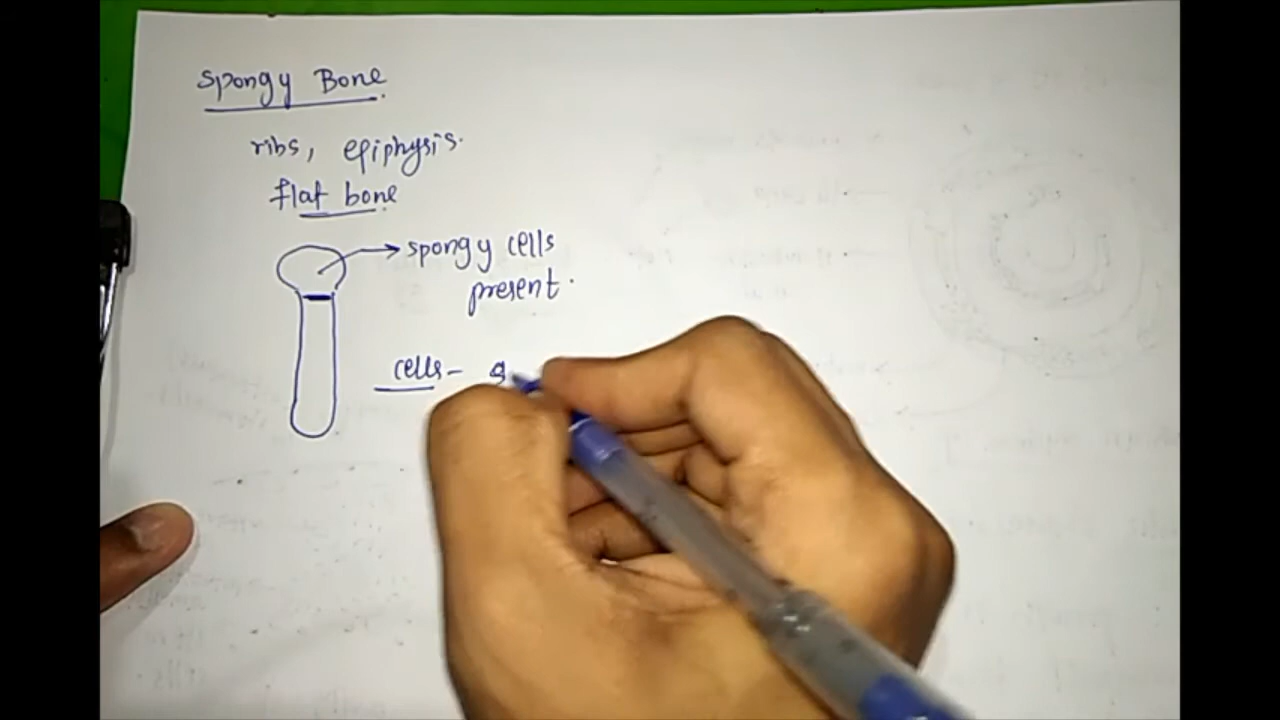 Spongy Bone.
ribs, epiphysis.
flat bone
spongy cells
present.
cells -